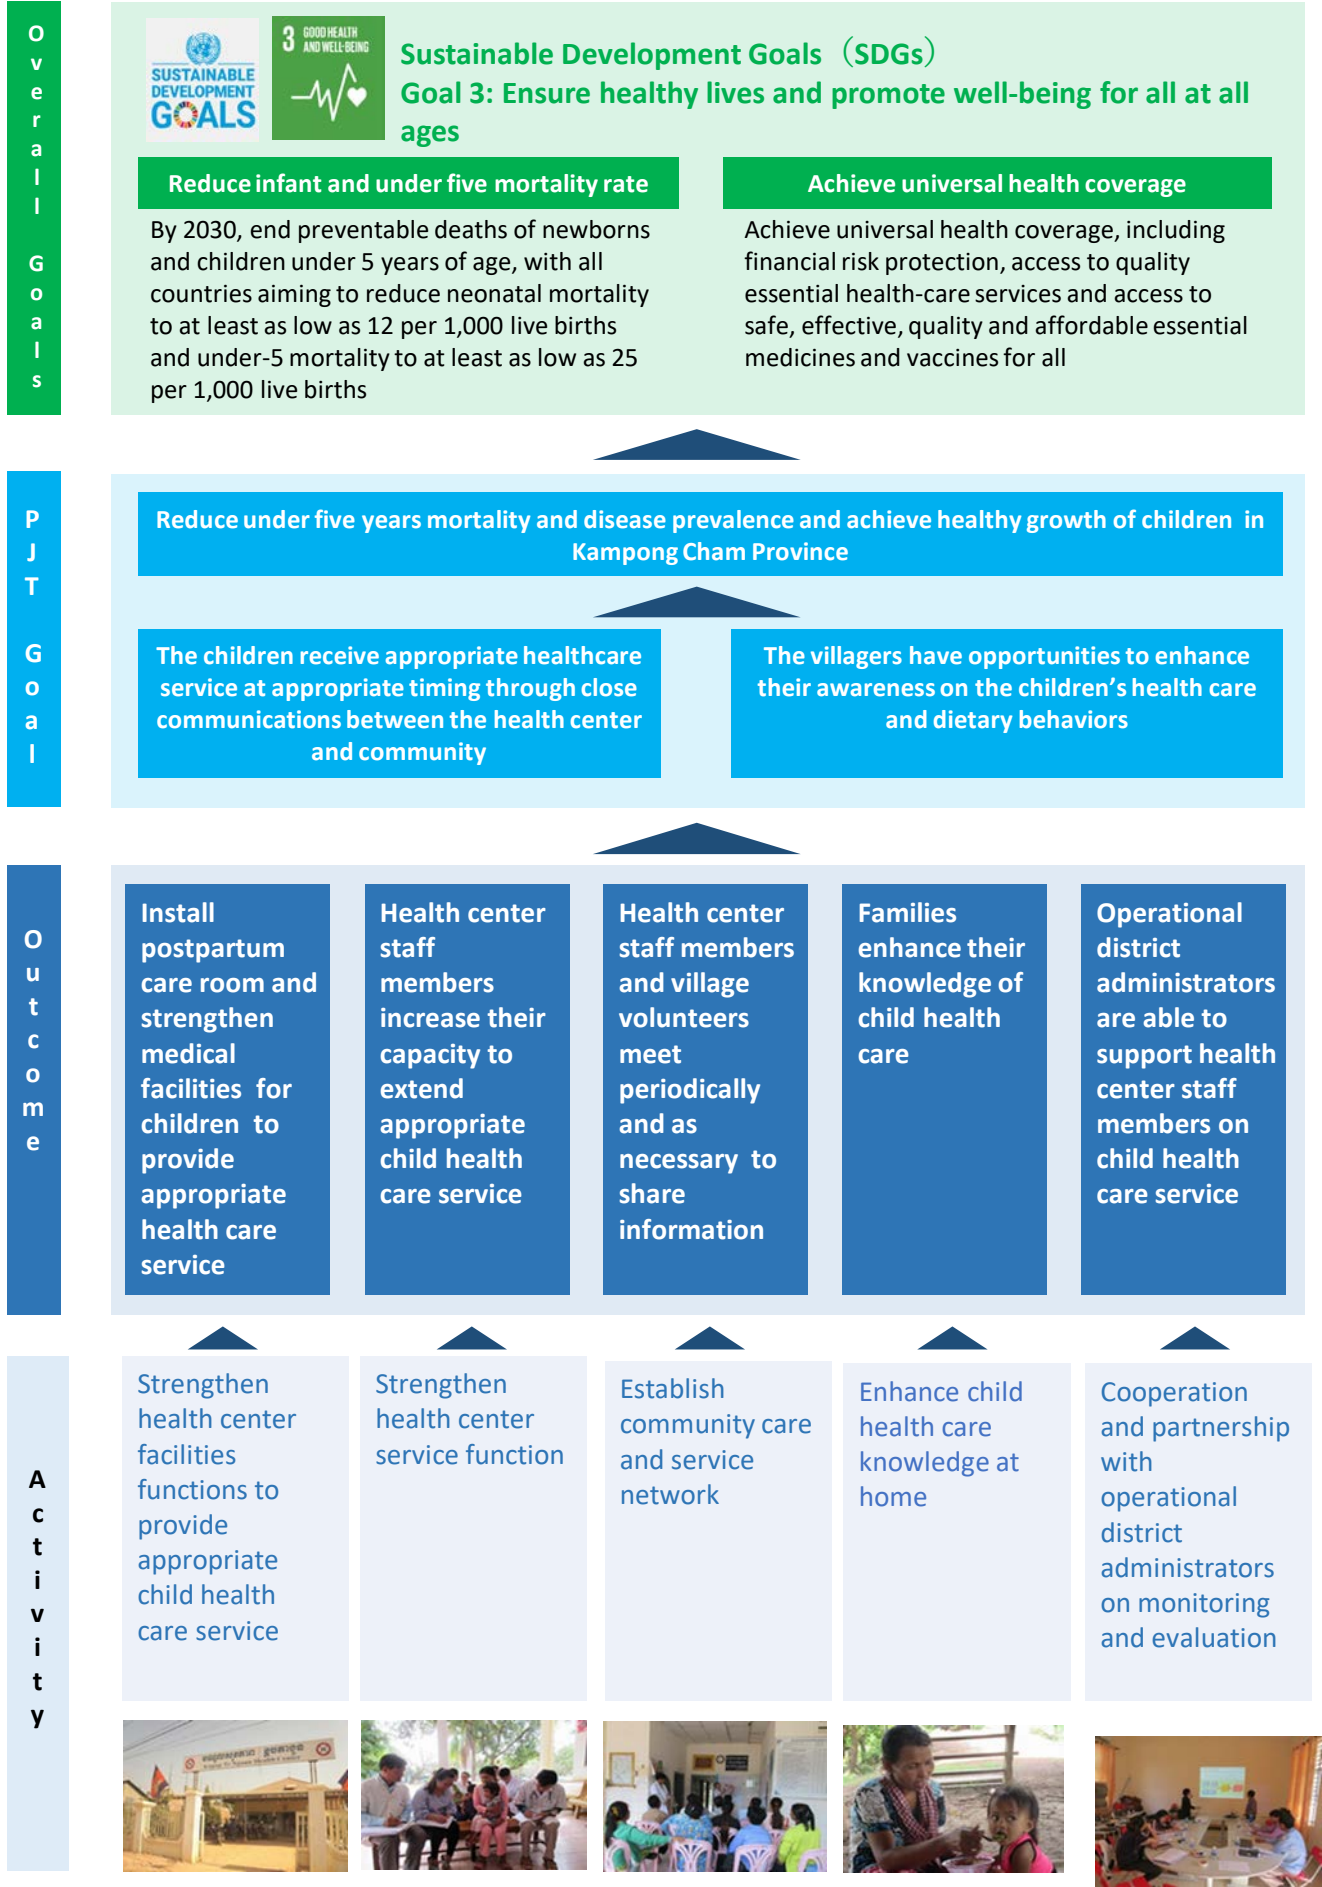 Overall Goals
SUSTAINABLE
DEVELOPMENT
GOALS
3 GOOD HEALTH
AND WELL-BEING
Sustainable Development Goals（SDGs）
Goal 3: Ensure healthy lives and promote well-being for all at all
ages
Reduce infant and under five mortality rate
By 2030, end preventable deaths of newborns
and children under 5 years of age, with all
countries aiming to reduce neonatal mortality
to at least as low as 12 per 1,000 live births
and under-5 mortality to at least as low as 25
per 1,000 live births
Achieve universal health coverage
Achieve universal health coverage, including
financial risk protection, access to quality
essential health-care services and access to
safe, effective, quality and affordable essential
medicines and vaccines for all
PJT Goal
Reduce under five years mortality and disease prevalence and achieve healthy growth of children in
Kampong Cham Province
The children receive appropriate healthcare
service at appropriate timing through close
communications between the health center
and community
The villagers have opportunities to enhance
their awareness on the children’s health care
and dietary behaviors
Outcome
Install
postpartum
care room and
strengthen
medical
facilities for
children to
provide
appropriate
health care
service
Health center
staff
members
increase their
capacity to
extend
appropriate
child health
care service
Health center
staff members
and village
volunteers
meet
periodically
and as
necessary to
share
information
Families
enhance their
knowledge of
child health
care
Operational
district
administrators
are able to
support health
center staff
members on
child health
care service
Activity
Strengthen
health center
facilities
functions to
provide
appropriate
child health
care service
Strengthen
health center
service function
Establish
community care
and service
network
Enhance child
health care
knowledge at
home
Cooperation
and partnership
with
operational
district
administrators
on monitoring
and evaluation